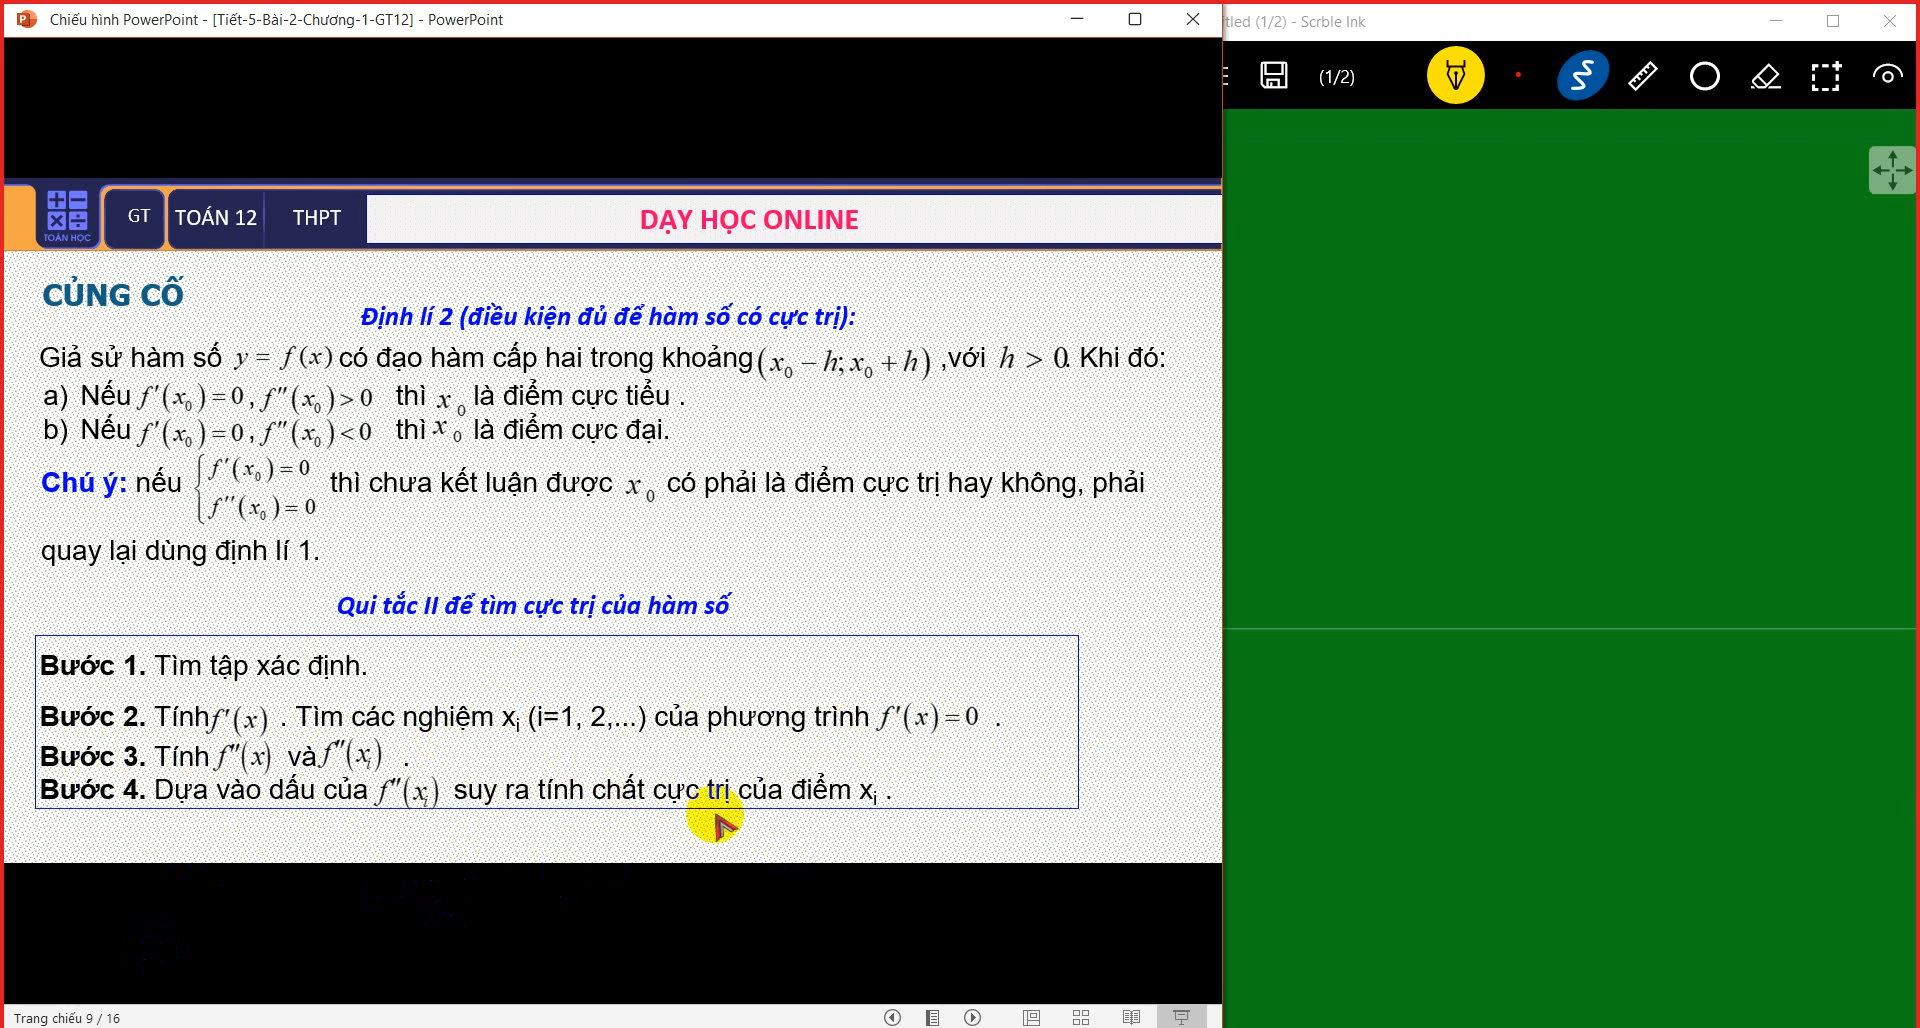 Chiếu hình PowerPoint - [Tiết-5-Bài-2-Chương-1-GT12] - PowerPoint
tled (1/2) - Scrble Ink
(1/2)
TOÁN HỌC
GT
TOÁN 12
THPT
DẠY HỌC ONLINE
CỦNG CỐ
Định lí 2 (điều kiện đủ để hàm số có cực trị):
Giả sử hàm số y = f(x) có đạo hàm cấp hai trong khoảng (x₀ − h; x₀ + h) ,với h > 0. Khi đó:
a) Nếu f′(x₀) = 0, f″(x₀) > 0 thì x₀ là điểm cực tiểu .
b) Nếu f′(x₀) = 0, f″(x₀) < 0 thì x₀ là điểm cực đại.
Chú ý: nếu { f′(x₀) = 0 f″(x₀) = 0 thì chưa kết luận được x₀ có phải là điểm cực trị hay không, phải
quay lại dùng định lí 1.
Qui tắc II để tìm cực trị của hàm số
Bước 1. Tìm tập xác định.
Bước 2. Tính f′(x) . Tìm các nghiệm xᵢ (i=1, 2,...) của phương trình f′(x) = 0 .
Bước 3. Tính f″(x) và f″(xᵢ) .
Bước 4. Dựa vào dấu của f″(xᵢ) suy ra tính chất cực trị của điểm xᵢ .
Trang chiếu 9 / 16